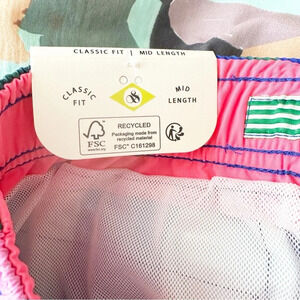 CLASSIC FIT | MID LENGTH
CLASSIC
FIT
MID
LENGTH
FSC
RECYCLED
Packaging made from
recycled material
FSC® C161298